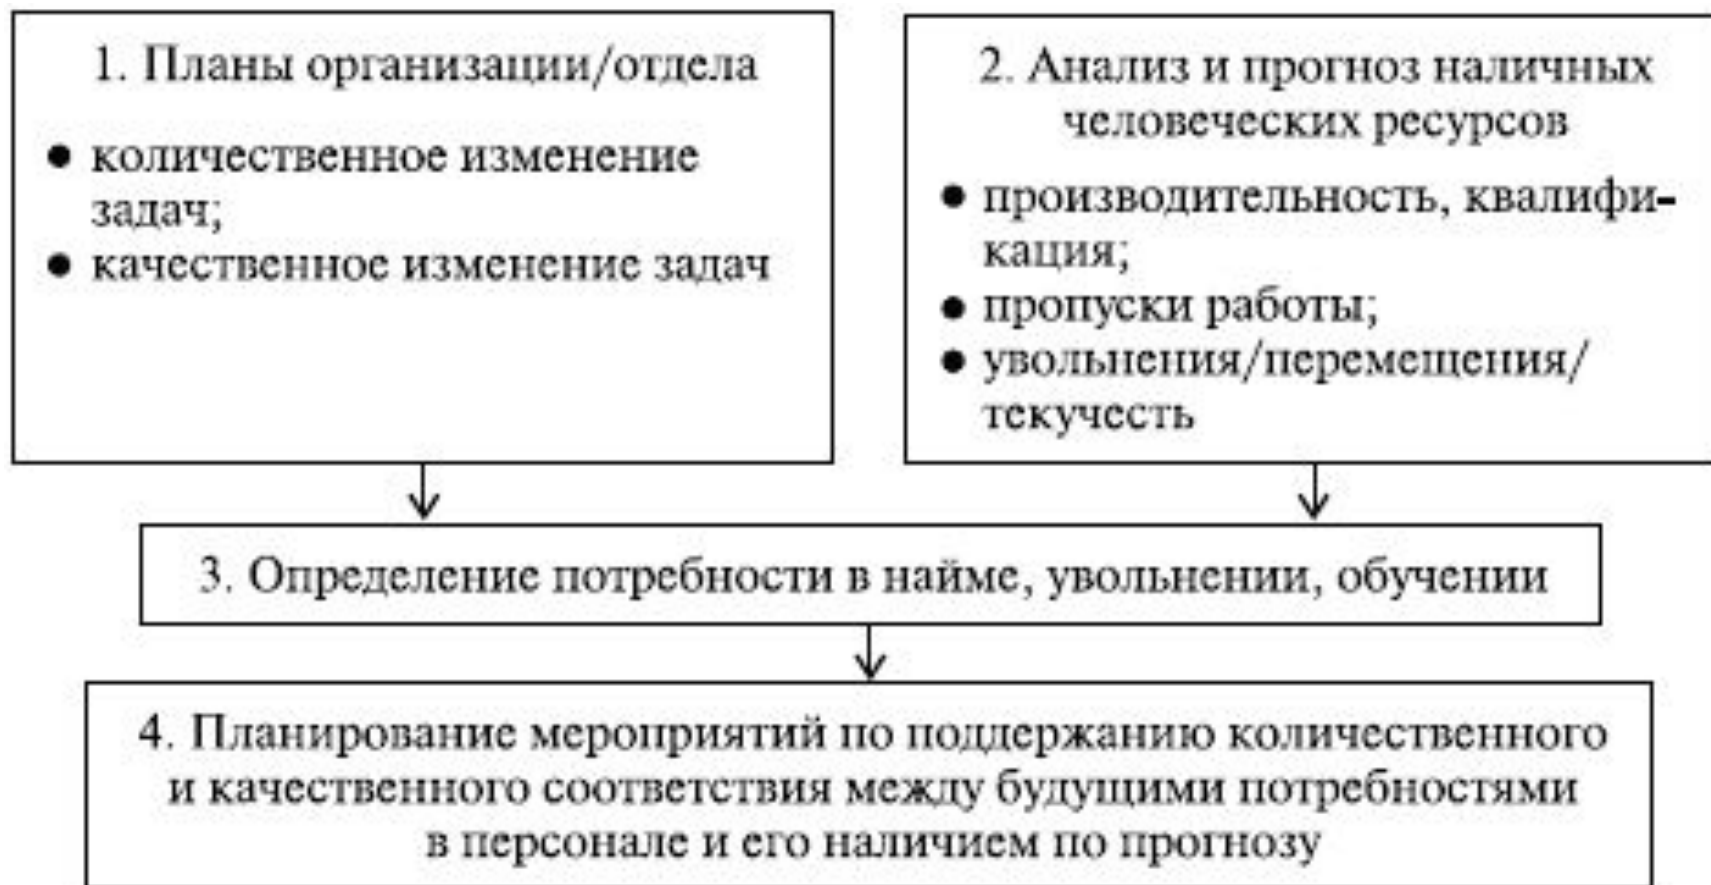 1. Планы организации/отдела
● количественное изменение
задач;
● качественное изменение задач
2. Анализ и прогноз наличных
человеческих ресурсов
● производительность, квалифи-
кация;
● пропуски работы;
● увольнения/перемещения/
текучесть
3. Определение потребности в найме, увольнении, обучении
4. Планирование мероприятий по поддержанию количественного
и качественного соответствия между будущими потребностями
в персонале и его наличием по прогнозу